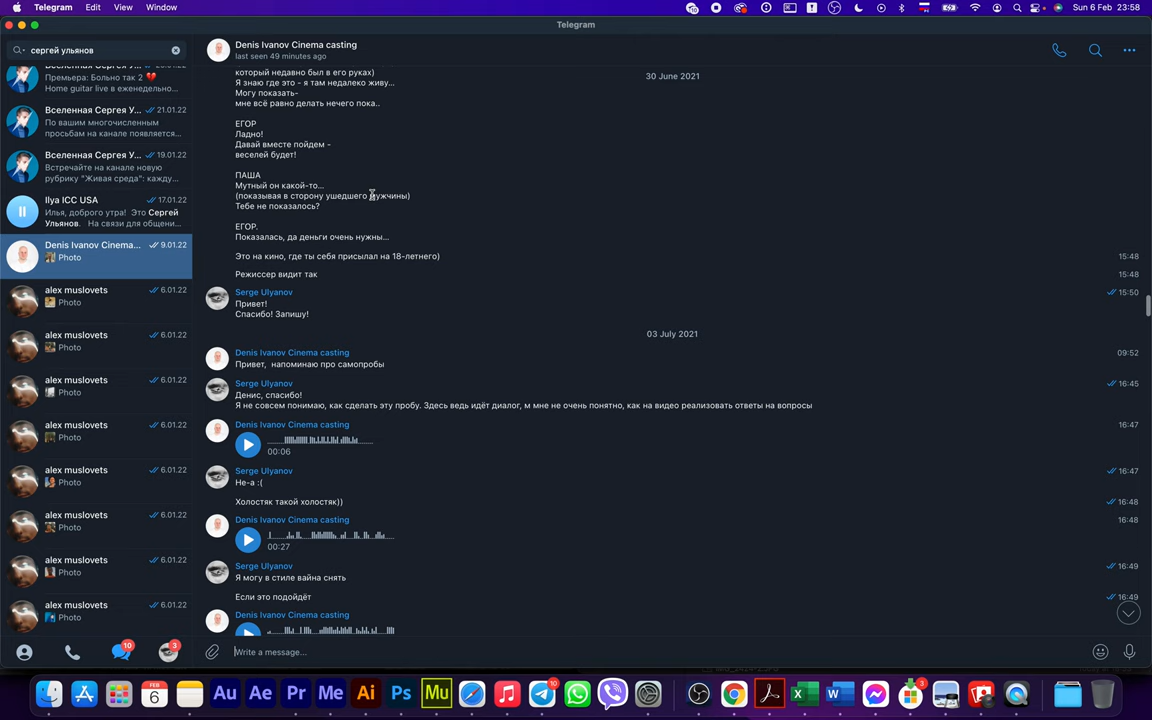 Telegram Edit View Window
Sun 6 Feb 23:58
Telegram
сергей ульянов
Премьера: Больно так 2 💔
Home guitar live в еженедельно...
Вселенная Сергея У... 21.01.22
По вашим многочисленным
просьбам на канале появляется...
Вселенная Сергея У... 19.01.22
Встречайте на канале новую
рубрику "Живая среда": кажду...
Ilya ICC USA 17.01.22
Илья, доброго утра! Это Сергей
Ульянов. На связи для общени...
Denis Ivanov Cinema... 9.01.22
Photo
alex muslovets 6.01.22
Photo
alex muslovets 6.01.22
Photo
alex muslovets 6.01.22
Photo
alex muslovets 6.01.22
Photo
alex muslovets 6.01.22
Photo
alex muslovets 6.01.22
Photo
alex muslovets 6.01.22
Photo
alex muslovets 6.01.22
Photo
10
3
Denis Ivanov Cinema casting
last seen 49 minutes ago
который недавно был в его руках)
30 June 2021
Я знаю где это - я там недалеко живу...
Могу показать-
мне всё равно делать нечего пока..
ЕГОР
Ладно!
Давай вместе пойдем -
веселей будет!
ПАША
Мутный он какой-то...
(показывая в сторону ушедшего мужчины)
Тебе не показалось?
ЕГОР.
Показалась, да деньги очень нужны...
Это на кино, где ты себя присылал на 18-летнего) 15:48
Режиссер видит так 15:48
Serge Ulyanov 15:50
Привет!
Спасибо! Запишу!
03 July 2021
Denis Ivanov Cinema casting 09:52
Привет, напоминаю про самопробы
Serge Ulyanov 16:45
Денис, спасибо!
Я не совсем понимаю, как сделать эту пробу. Здесь ведь идёт диалог, м мне не очень понятно, как на видео реализовать ответы на вопросы
Denis Ivanov Cinema casting 16:47
00:06
Serge Ulyanov 16:47
Не-а :(
Холостяк такой холостяк)) 16:48
Denis Ivanov Cinema casting 16:48
00:27
Serge Ulyanov 16:49
Я могу в стиле вайна снять
Если это подойдёт 16:49
Denis Ivanov Cinema casting
Write a message...
FEB
6
Au Ae Pr Me Ai Ps Mu
10
3